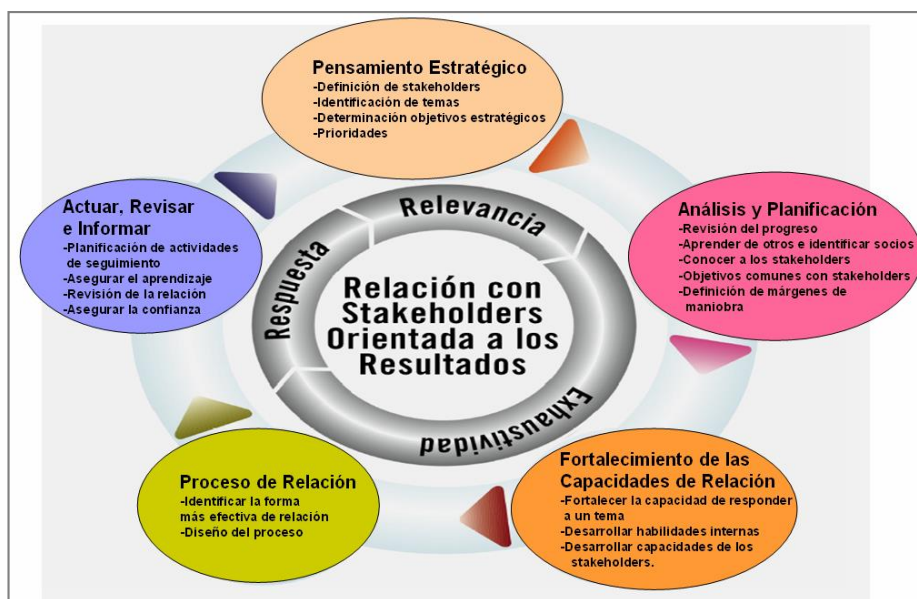 Pensamiento Estratégico
-Definición de stakeholders
-Identificación de temas
-Determinación objetivos estratégicos
-Prioridades
Análisis y Planificación
-Revisión del progreso
-Aprender de otros e identificar socios
-Conocer a los stakeholders
-Objetivos comunes con stakeholders
-Definición de márgenes de
maniobra
Fortalecimiento de las
Capacidades de Relación
-Fortalecer la capacidad de responder
a un tema
-Desarrollar habilidades internas
-Desarrollar capacidades de los
stakeholders.
Proceso de Relación
-Identificar la forma
más efectiva de relación
-Diseño del proceso
Actuar, Revisar
e Informar
-Planificación de actividades
de seguimiento
-Asegurar el aprendizaje
-Revisión de la relación
-Asegurar la confianza
Relevancia
Exhaustividad
Respuesta
Relación con
Stakeholders
Orientada a los
Resultados